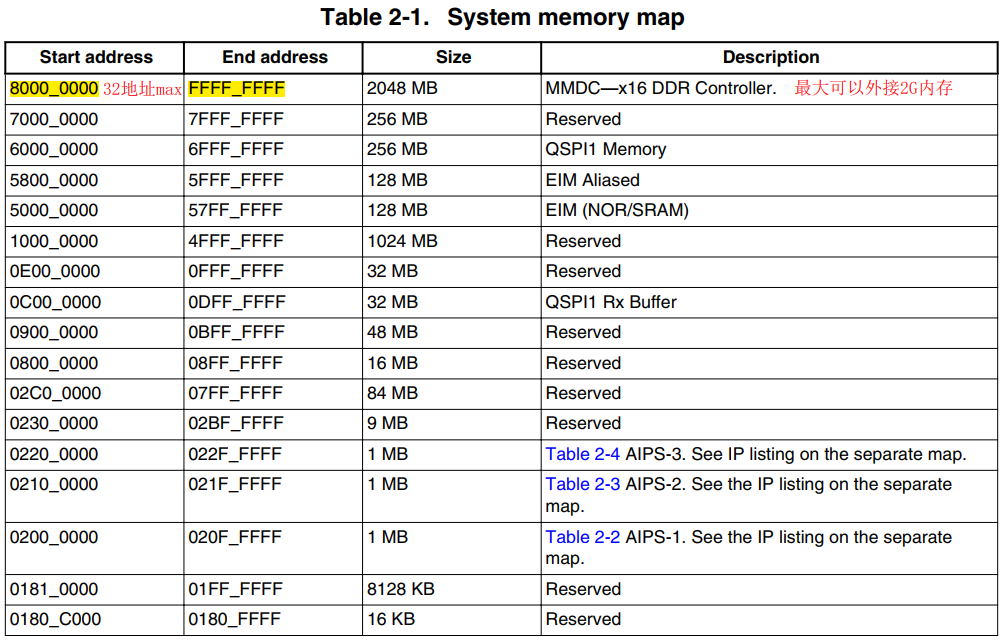 Table 2-1. System memory map
Start address End address Size Description
8000_0000 32地址max FFFF_FFFF 2048 MB MMDC—x16 DDR Controller. 最大可以外接2G内存
7000_0000 7FFF_FFFF 256 MB Reserved
6000_0000 6FFF_FFFF 256 MB QSPI1 Memory
5800_0000 5FFF_FFFF 128 MB EIM Aliased
5000_0000 57FF_FFFF 128 MB EIM (NOR/SRAM)
1000_0000 4FFF_FFFF 1024 MB Reserved
0E00_0000 0FFF_FFFF 32 MB Reserved
0C00_0000 0DFF_FFFF 32 MB QSPI1 Rx Buffer
0900_0000 0BFF_FFFF 48 MB Reserved
0800_0000 08FF_FFFF 16 MB Reserved
02C0_0000 07FF_FFFF 84 MB Reserved
0230_0000 02BF_FFFF 9 MB Reserved
0220_0000 022F_FFFF 1 MB Table 2-4 AIPS-3. See IP listing on the separate map.
0210_0000 021F_FFFF 1 MB Table 2-3 AIPS-2. See the IP listing on the separate
map.
0200_0000 020F_FFFF 1 MB Table 2-2 AIPS-1. See the IP listing on the separate
map.
0181_0000 01FF_FFFF 8128 KB Reserved
0180_C000 0180_FFFF 16 KB Reserved